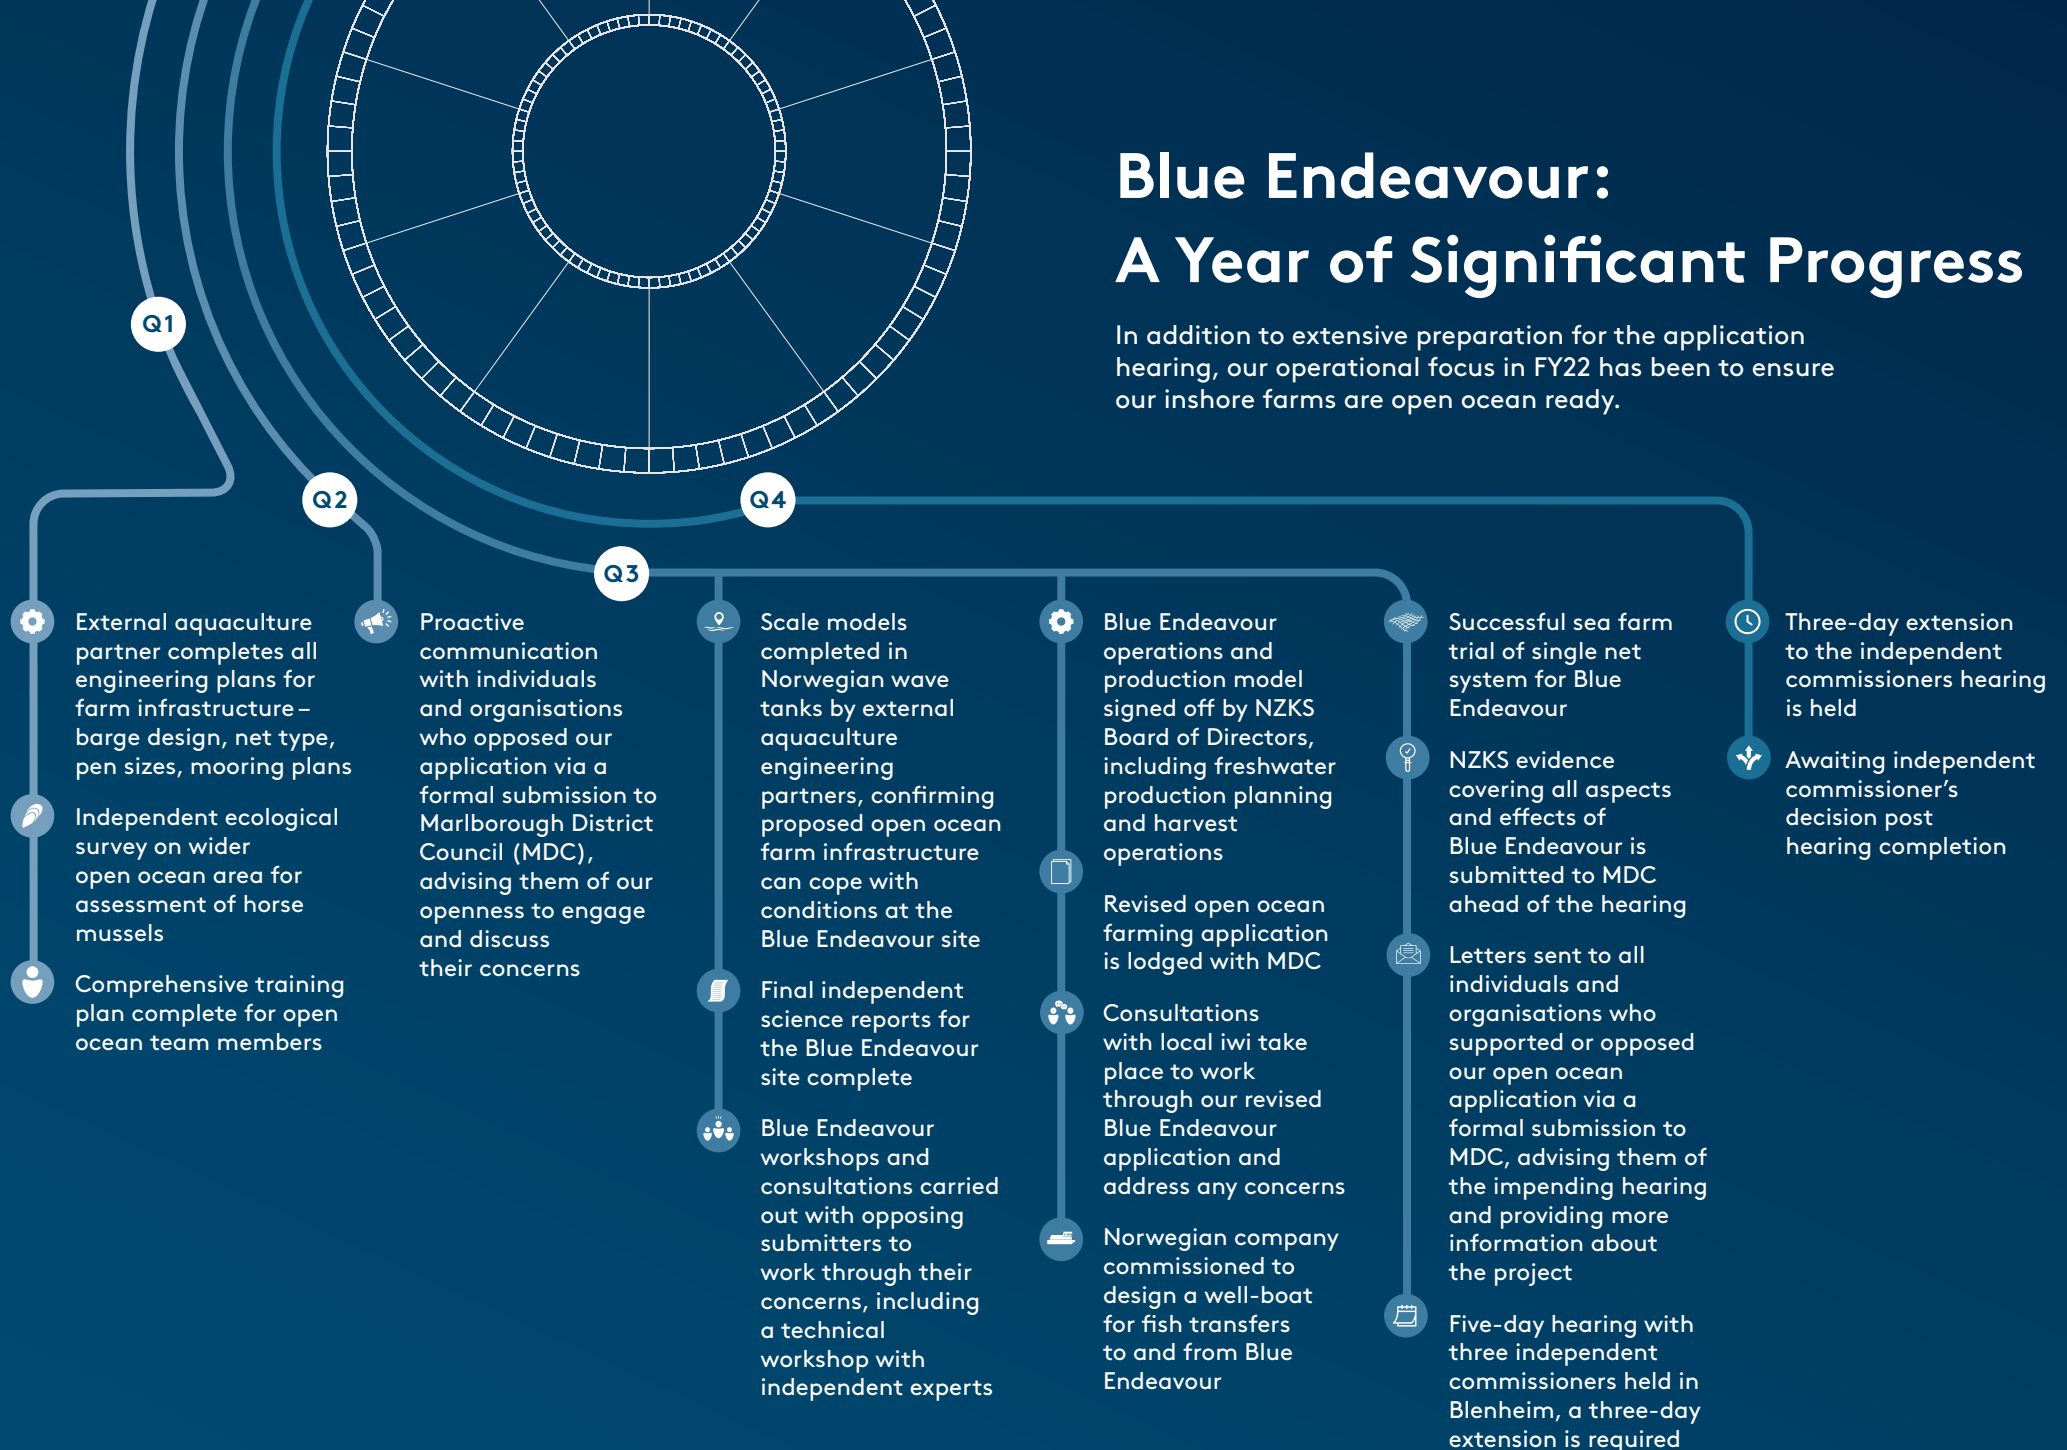 Blue Endeavour:
A Year of Significant Progress
In addition to extensive preparation for the application
hearing, our operational focus in FY22 has been to ensure
our inshore farms are open ocean ready.
Q1
External aquaculture
partner completes all
engineering plans for
farm infrastructure –
barge design, net type,
pen sizes, mooring plans
Independent ecological
survey on wider
open ocean area for
assessment of horse
mussels
Comprehensive training
plan complete for open
ocean team members
Q2
Proactive
communication
with individuals
and organisations
who opposed our
application via a
formal submission to
Marlborough District
Council (MDC),
advising them of our
openness to engage
and discuss
their concerns
Q3
Scale models
completed in
Norwegian wave
tanks by external
aquaculture
engineering
partners, confirming
proposed open ocean
farm infrastructure
can cope with
conditions at the
Blue Endeavour site
Final independent
science reports for
the Blue Endeavour
site complete
Blue Endeavour
workshops and
consultations carried
out with opposing
submitters to
work through their
concerns, including
a technical
workshop with
independent experts
Blue Endeavour
operations and
production model
signed off by NZKS
Board of Directors,
including freshwater
production planning
and harvest
operations
Revised open ocean
farming application
is lodged with MDC
Consultations
with local iwi take
place to work
through our revised
Blue Endeavour
application and
address any concerns
Norwegian company
commissioned to
design a well-boat
for fish transfers
to and from Blue
Endeavour
Successful sea farm
trial of single net
system for Blue
Endeavour
NZKS evidence
covering all aspects
and effects of
Blue Endeavour is
submitted to MDC
ahead of the hearing
Letters sent to all
individuals and
organisations who
supported or opposed
our open ocean
application via a
formal submission to
MDC, advising them of
the impending hearing
and providing more
information about
the project
Five-day hearing with
three independent
commissioners held in
Blenheim, a three-day
extension is required
Q4
Three-day extension
to the independent
commissioners hearing
is held
Awaiting independent
commissioner’s
decision post
hearing completion